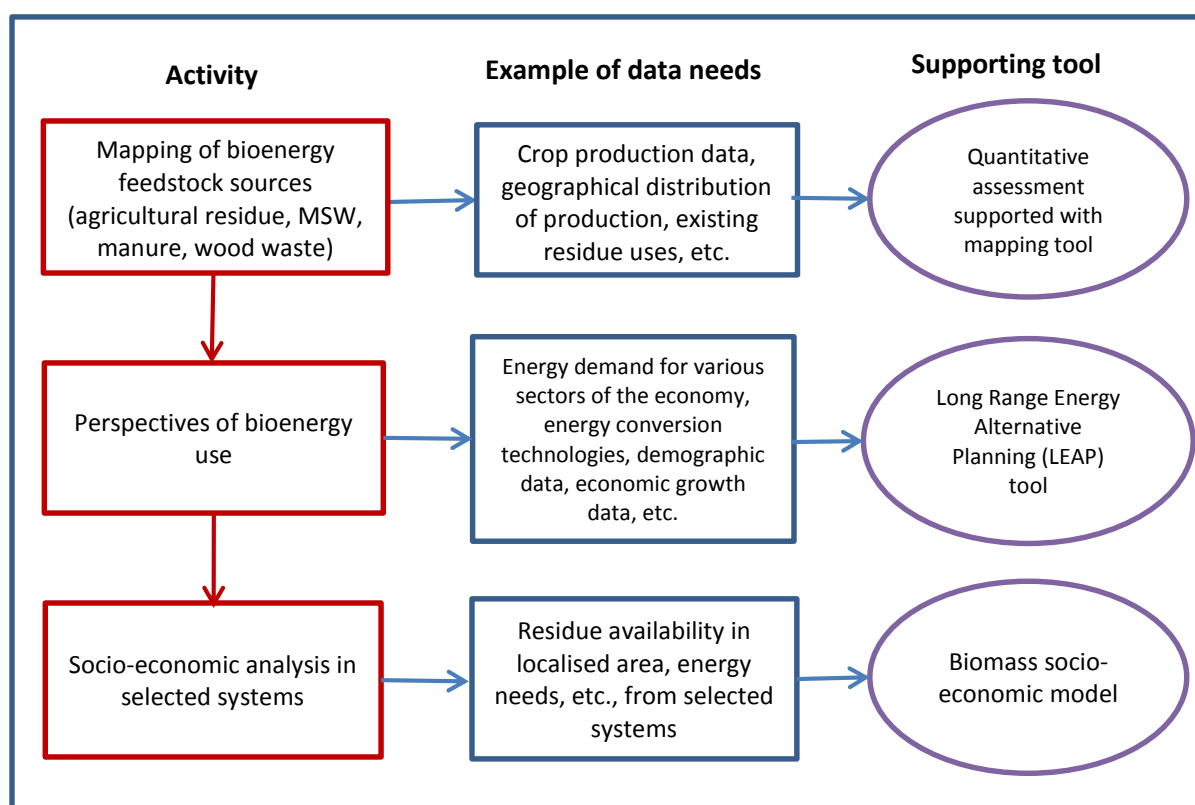 Activity
Example of data needs
Supporting tool
Mapping of bioenergy
feedstock sources
(agricultural residue, MSW,
manure, wood waste)
Crop production data,
geographical distribution
of production, existing
residue uses, etc.
Quantitative
assessment
supported with
mapping tool
Perspectives of bioenergy
use
Energy demand for various
sectors of the economy,
energy conversion
technologies, demographic
data, economic growth
data, etc.
Long Range Energy
Alternative
Planning (LEAP)
tool
Socio-economic analysis in
selected systems
Residue availability in
localised area, energy
needs, etc., from selected
systems
Biomass socio-
economic model